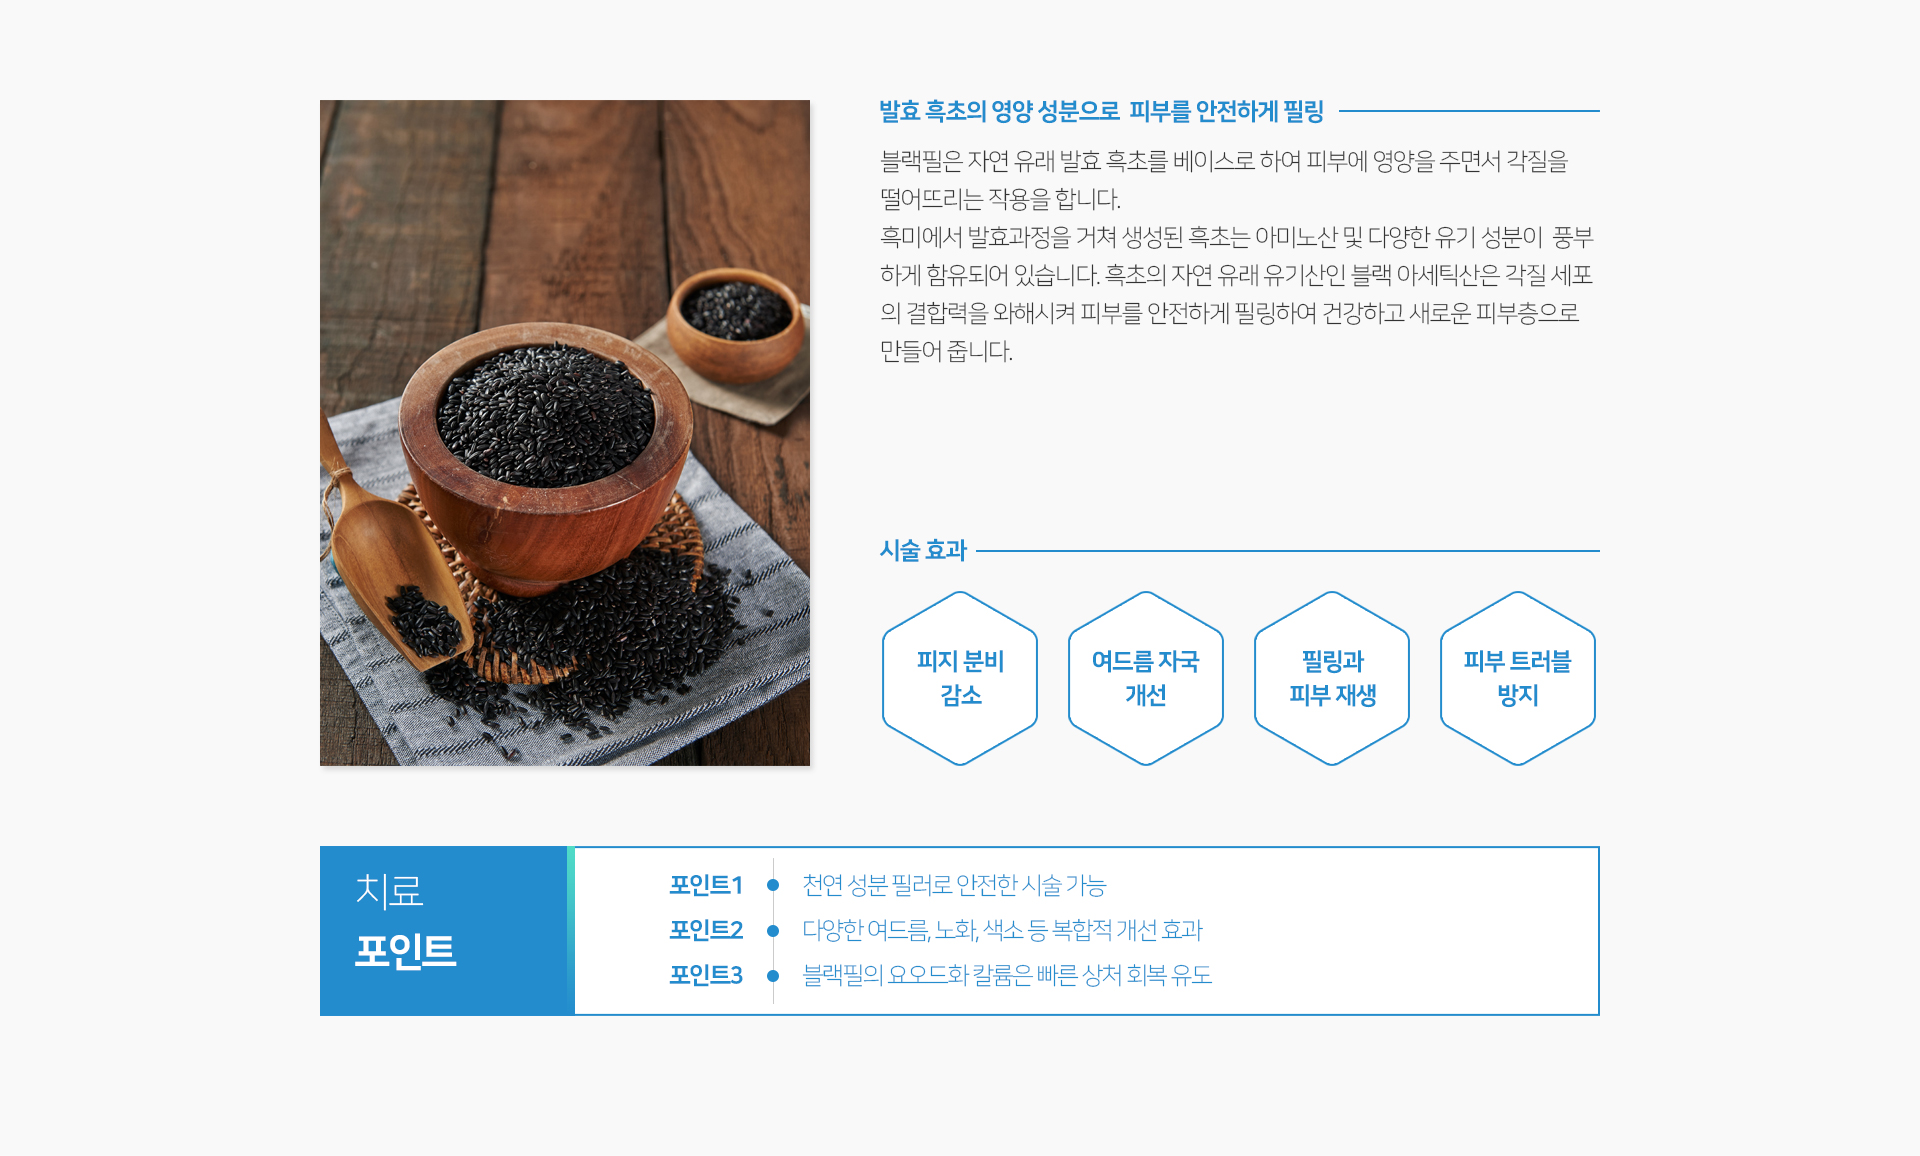 발효 흑초의 영양 성분으로 피부를 안전하게 필링
블랙필은 자연 유래 발효 흑초를 베이스로 하여 피부에 영양을 주면서 각질을
떨어뜨리는 작용을 합니다.
흑미에서 발효과정을 거쳐 생성된 흑초는 아미노산 및 다양한 유기 성분이 풍부
하게 함유되어 있습니다. 흑초의 자연 유래 유기산인 블랙 아세틱산은 각질 세포
의 결합력을 와해시켜 피부를 안전하게 필링하여 건강하고 새로운 피부층으로
만들어 줍니다.
시술 효과
피지 분비
감소
여드름 자국
개선
필링과
피부 재생
피부 트러블
방지
치료
포인트
포인트1 천연 성분 필러로 안전한 시술 가능
포인트2 다양한 여드름, 노화, 색소 등 복합적 개선 효과
포인트3 블랙필의 요오드화 칼륨은 빠른 상처 회복 유도